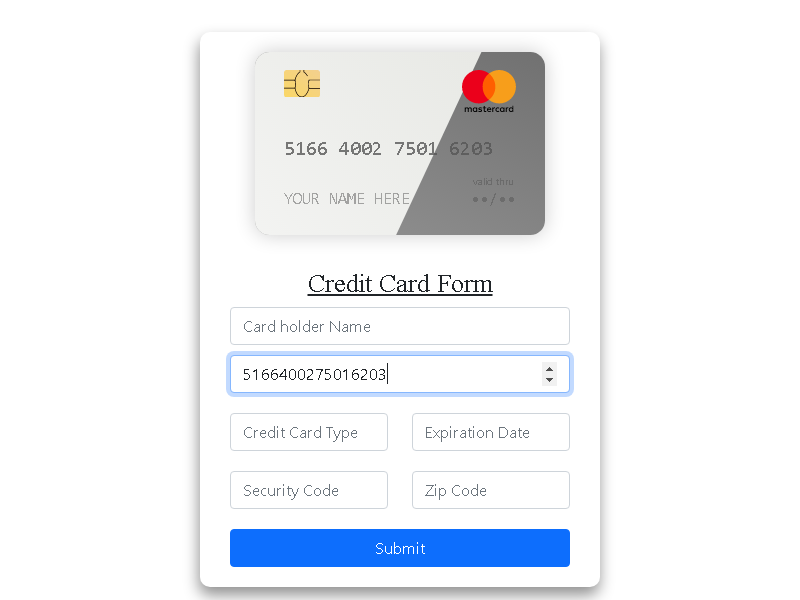 mastercard
5166 4002 7501 6203
valid thru
YOUR NAME HERE
••/••
Credit Card Form
Card holder Name
5166400275016203
Credit Card Type
Expiration Date
Security Code
Zip Code
Submit